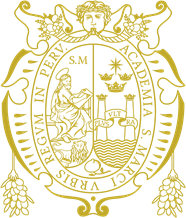 ACADEMIA S MARCI VRBIS REGVM IN PERV.
S.M